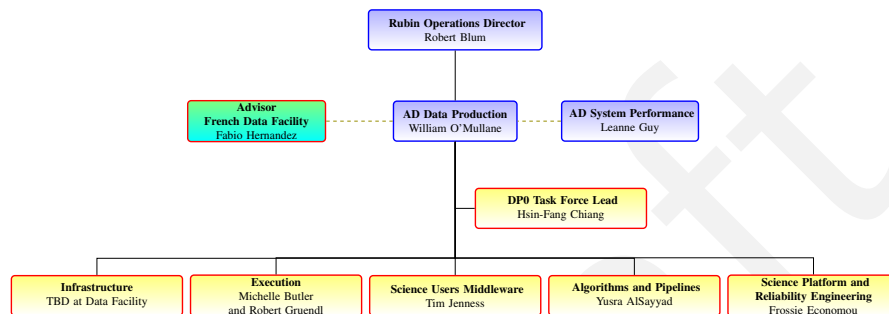 Rubin Operations Director
Robert Blum
Advisor
French Data Facility
Fabio Hernandez
AD Data Production
William O'Mullane
AD System Performance
Leanne Guy
DP0 Task Force Lead
Hsin-Fang Chiang
Infrastructure
TBD at Data Facility
Execution
Michelle Butler
and Robert Gruendl
Science Users Middleware
Tim Jenness
Algorithms and Pipelines
Yusra AlSayyad
Science Platform and
Reliability Engineering
Frossie Economou